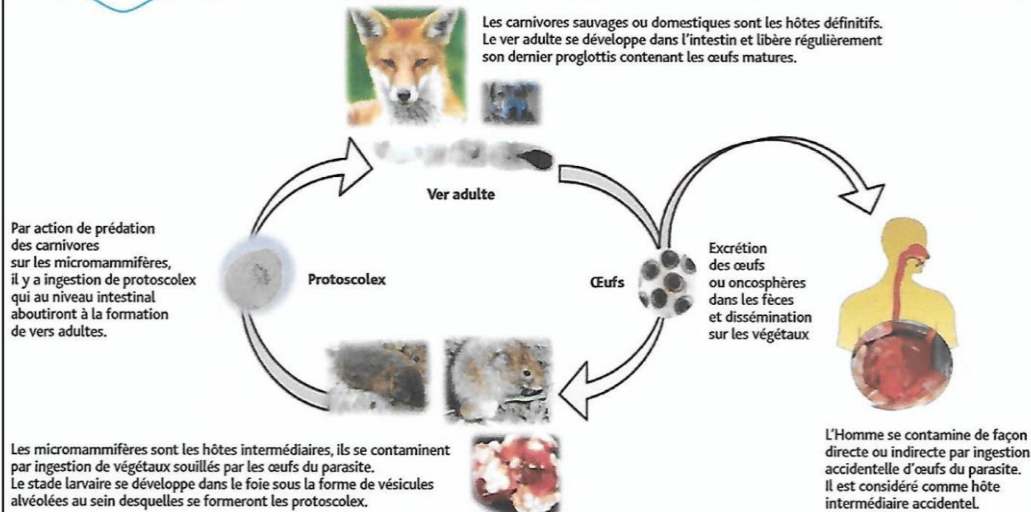 Les carnivores sauvages ou domestiques sont les hôtes définitifs.
Le ver adulte se développe dans l'intestin et libère régulièrement
son dernier proglottis contenant les œufs matures.
Ver adulte
Par action de prédation
des carnivores
sur les micromammifères,
il y a ingestion de protoscolex
qui au niveau intestinal
aboutiront à la formation
de vers adultes.
Protoscolex
Œufs
Excrétion
des œufs
ou oncosphères
dans les fèces
et dissémination
sur les végétaux
Les micromammifères sont les hôtes intermédiaires, ils se contaminent
par ingestion de végétaux souillés par les œufs du parasite.
Le stade larvaire se développe dans le foie sous la forme de vésicules
alvéolées au sein desquelles se formeront les protoscolex.
L'Homme se contamine de façon
directe ou indirecte par ingestion
accidentelle d'œufs du parasite.
Il est considéré comme hôte
intermédiaire accidentel.